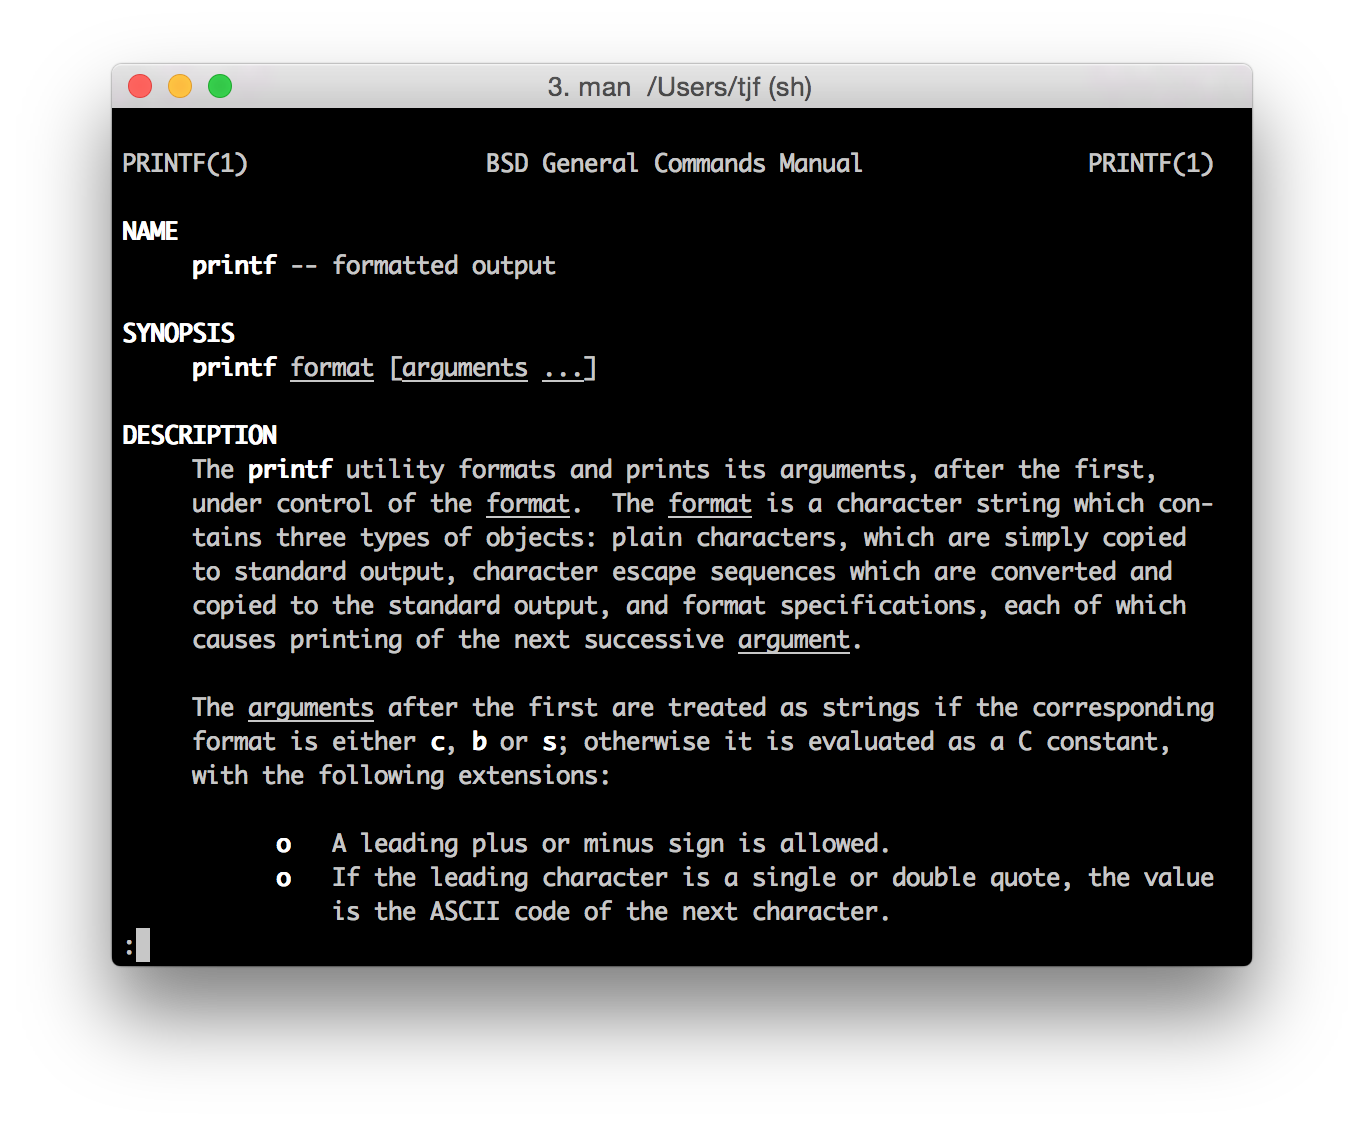 3. man /Users/tjf (sh)
PRINTF(1) BSD General Commands Manual PRINTF(1)
NAME
printf -- formatted output
SYNOPSIS
printf format [arguments ...]
DESCRIPTION
The printf utility formats and prints its arguments, after the first,
under control of the format. The format is a character string which con-
tains three types of objects: plain characters, which are simply copied
to standard output, character escape sequences which are converted and
copied to the standard output, and format specifications, each of which
causes printing of the next successive argument.
The arguments after the first are treated as strings if the corresponding
format is either c, b or s; otherwise it is evaluated as a C constant,
with the following extensions:
o A leading plus or minus sign is allowed.
o If the leading character is a single or double quote, the value
is the ASCII code of the next character.
: